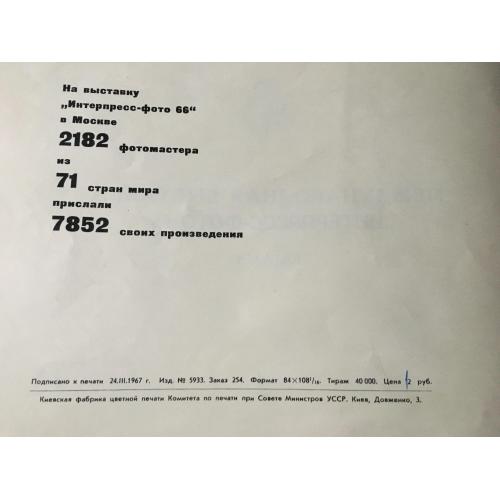 На выставку
„Интерпресс-фото 66“
в Москве
2182 фотомастера
из
71 стран мира
прислали
7852 своих произведения
Подписано к печати 24.III.1967 г. Изд. № 5933. Заказ 254. Формат 84×108¹/₁₆. Тираж 40 000. Цена 2 руб.
Киевская фабрика цветной печати Комитета по печати при Совете Министров УССР. Киев, Довженко, 3.